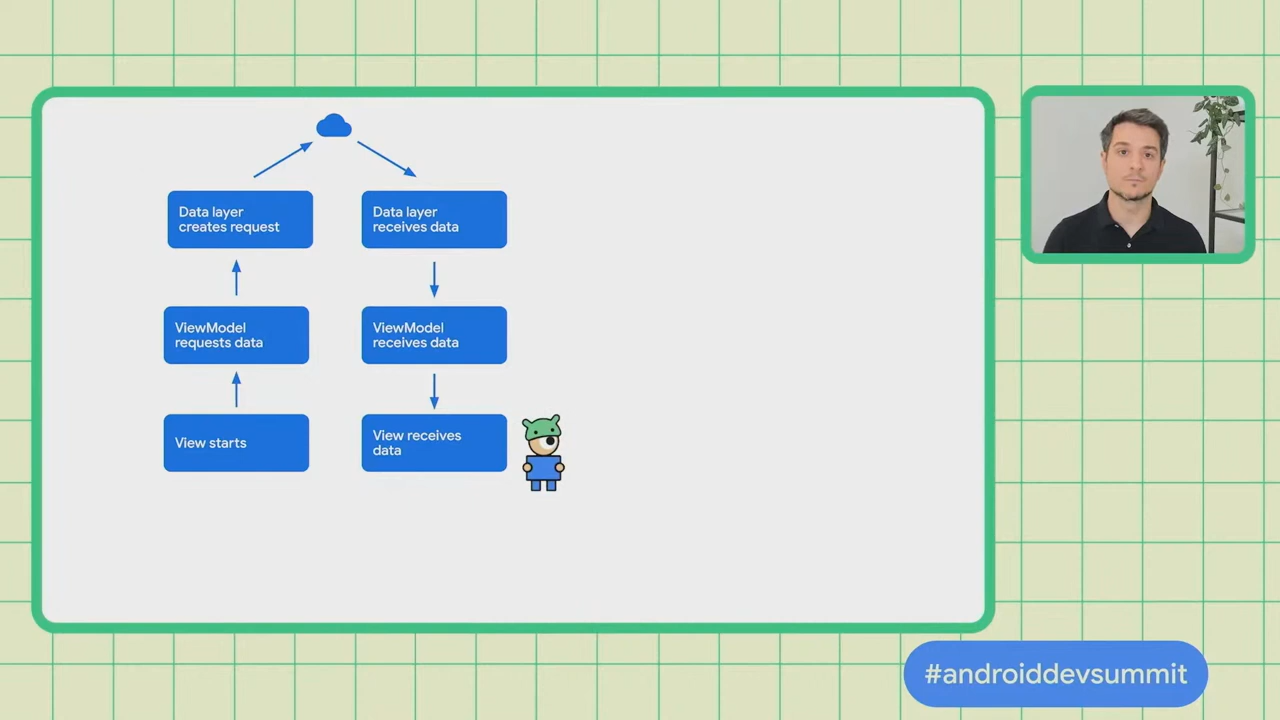 Data layer
creates request
Data layer
receives data
ViewModel
requests data
ViewModel
receives data
View starts
View receives
data
#androiddevsummit